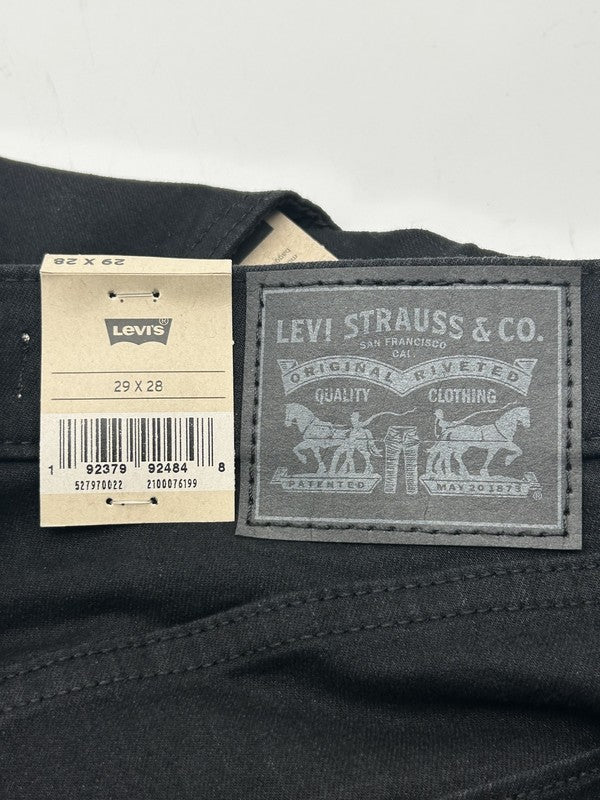 29 X 28
LEVI'S®
29 X 28
1 92379 92484 8
527970022 2100076199
LEVI STRAUSS & CO.
SAN FRANCISCO
CAL.
ORIGINAL RIVETED
QUALITY CLOTHING
PATENTED MAY 20 1873
®